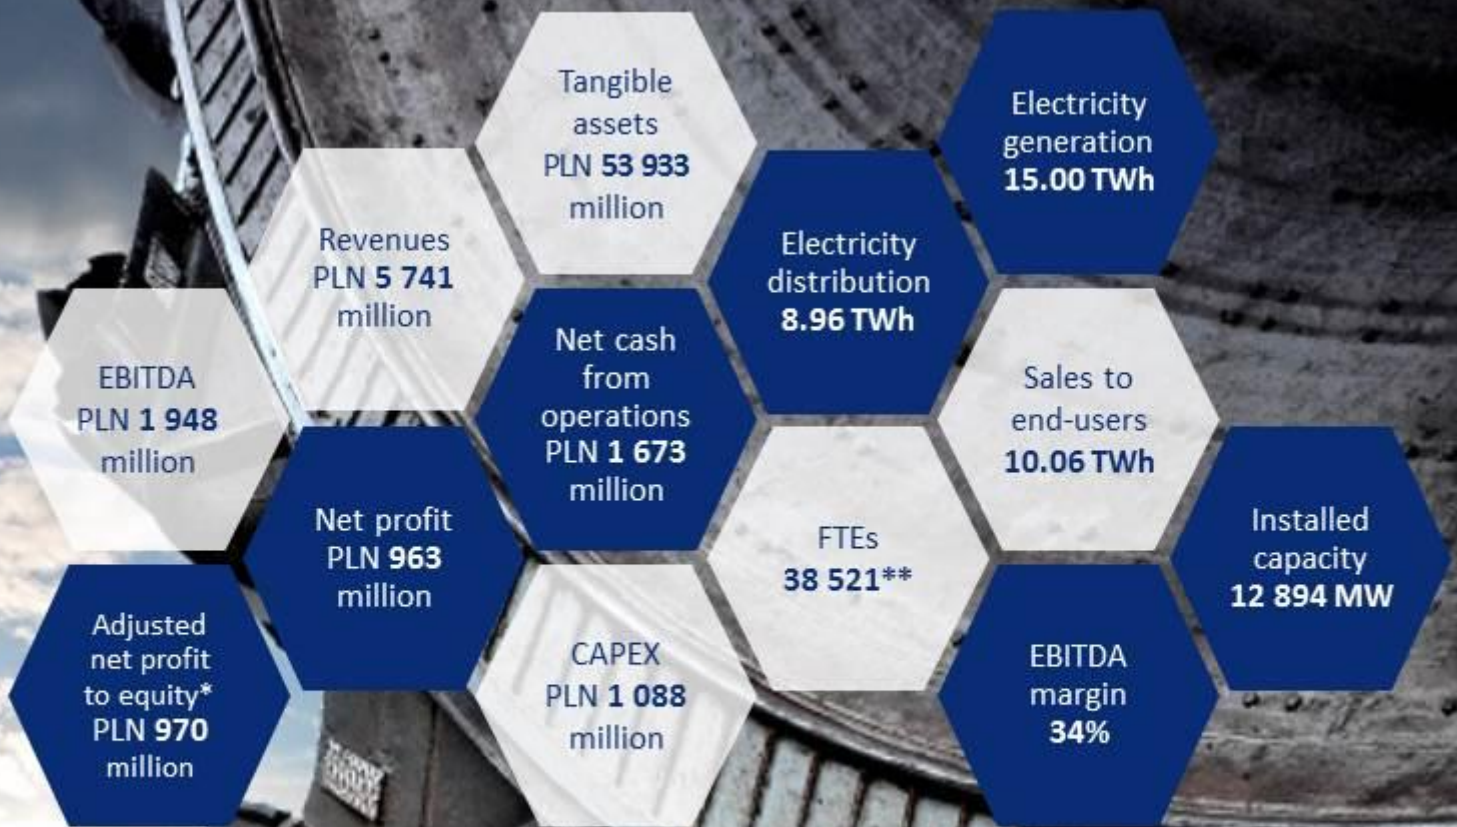 Tangible
assets
PLN 53 933
million
Electricity
generation
15.00 TWh
Revenues
PLN 5 741
million
Electricity
distribution
8.96 TWh
EBITDA
PLN 1 948
million
Net cash
from
operations
PLN 1 673
million
Sales to
end-users
10.06 TWh
Net profit
PLN 963
million
FTEs
38 521**
Installed
capacity
12 894 MW
Adjusted
net profit
to equity*
PLN 970
million
CAPEX
PLN 1 088
million
EBITDA
margin
34%